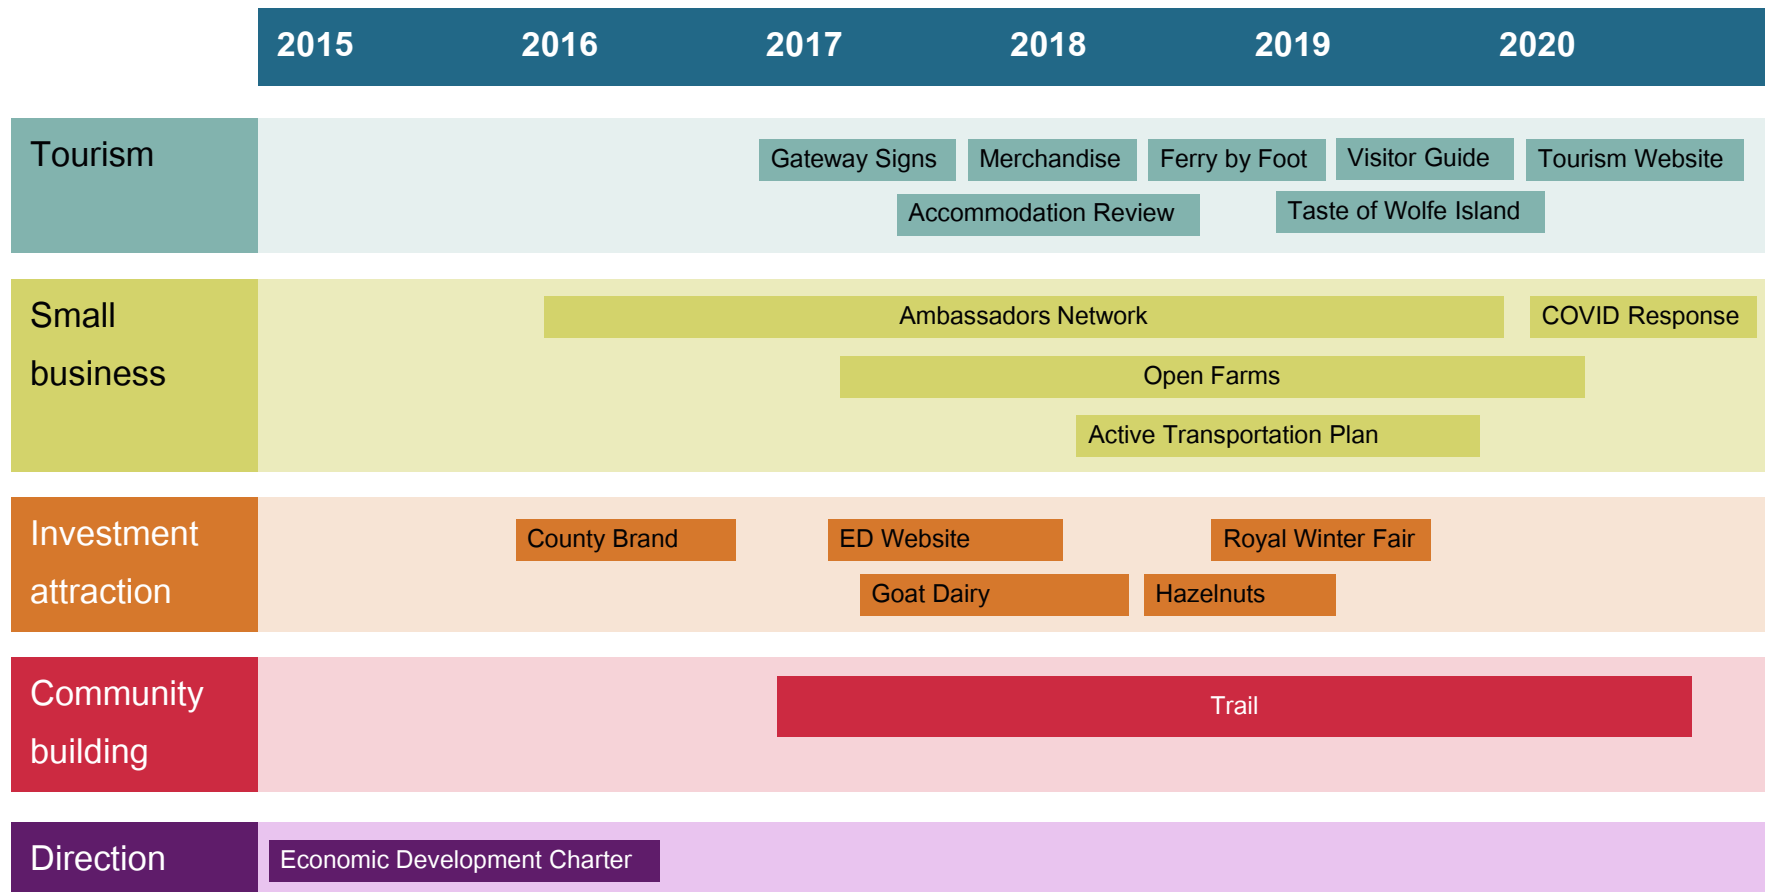 2015 2016 2017 2018 2019 2020
Tourism
Gateway Signs
Merchandise
Ferry by Foot
Visitor Guide
Tourism Website
Accommodation Review
Taste of Wolfe Island
Small
business
Ambassadors Network
COVID Response
Open Farms
Active Transportation Plan
Investment
attraction
County Brand
ED Website
Royal Winter Fair
Goat Dairy
Hazelnuts
Community
building
Trail
Direction
Economic Development Charter